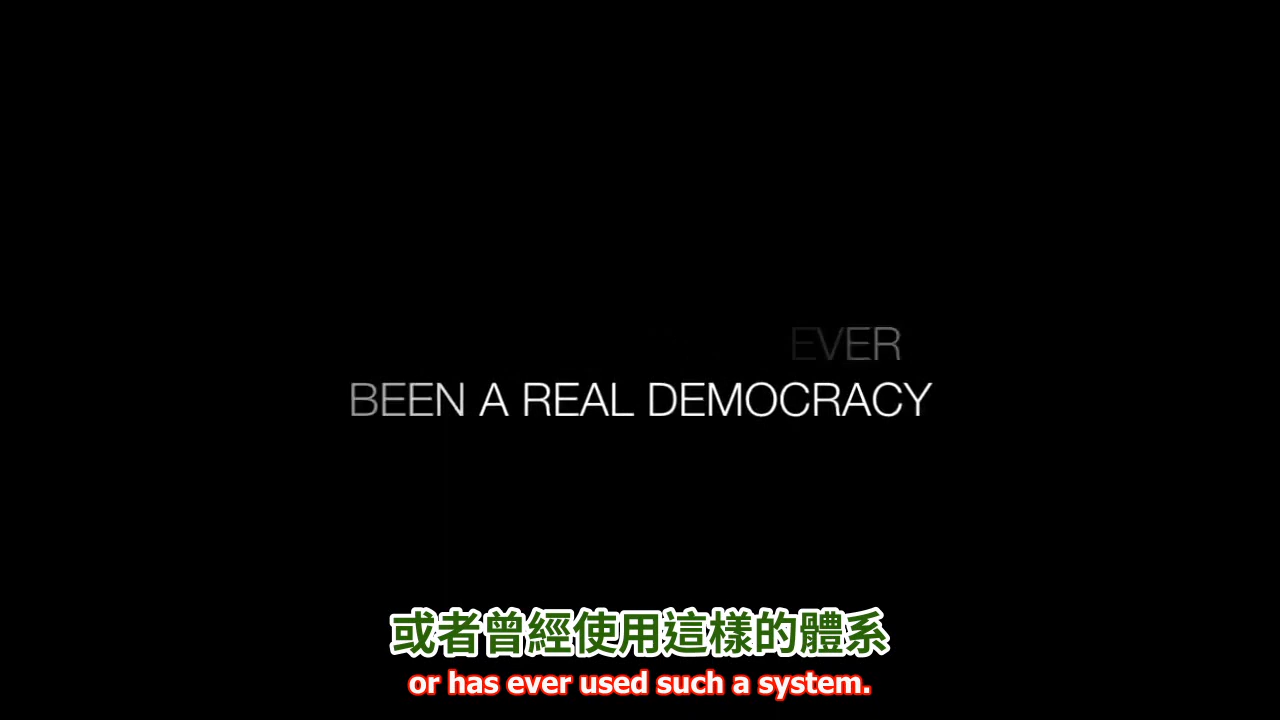 EVER
BEEN A REAL DEMOCRACY
或者曾經使用這樣的體系
or has ever used such a system.